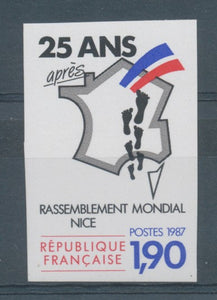 25 ANS
après
RASSEMBLEMENT MONDIAL
NICE
POSTES 1987
RÉPUBLIQUE
FRANÇAISE
1,90